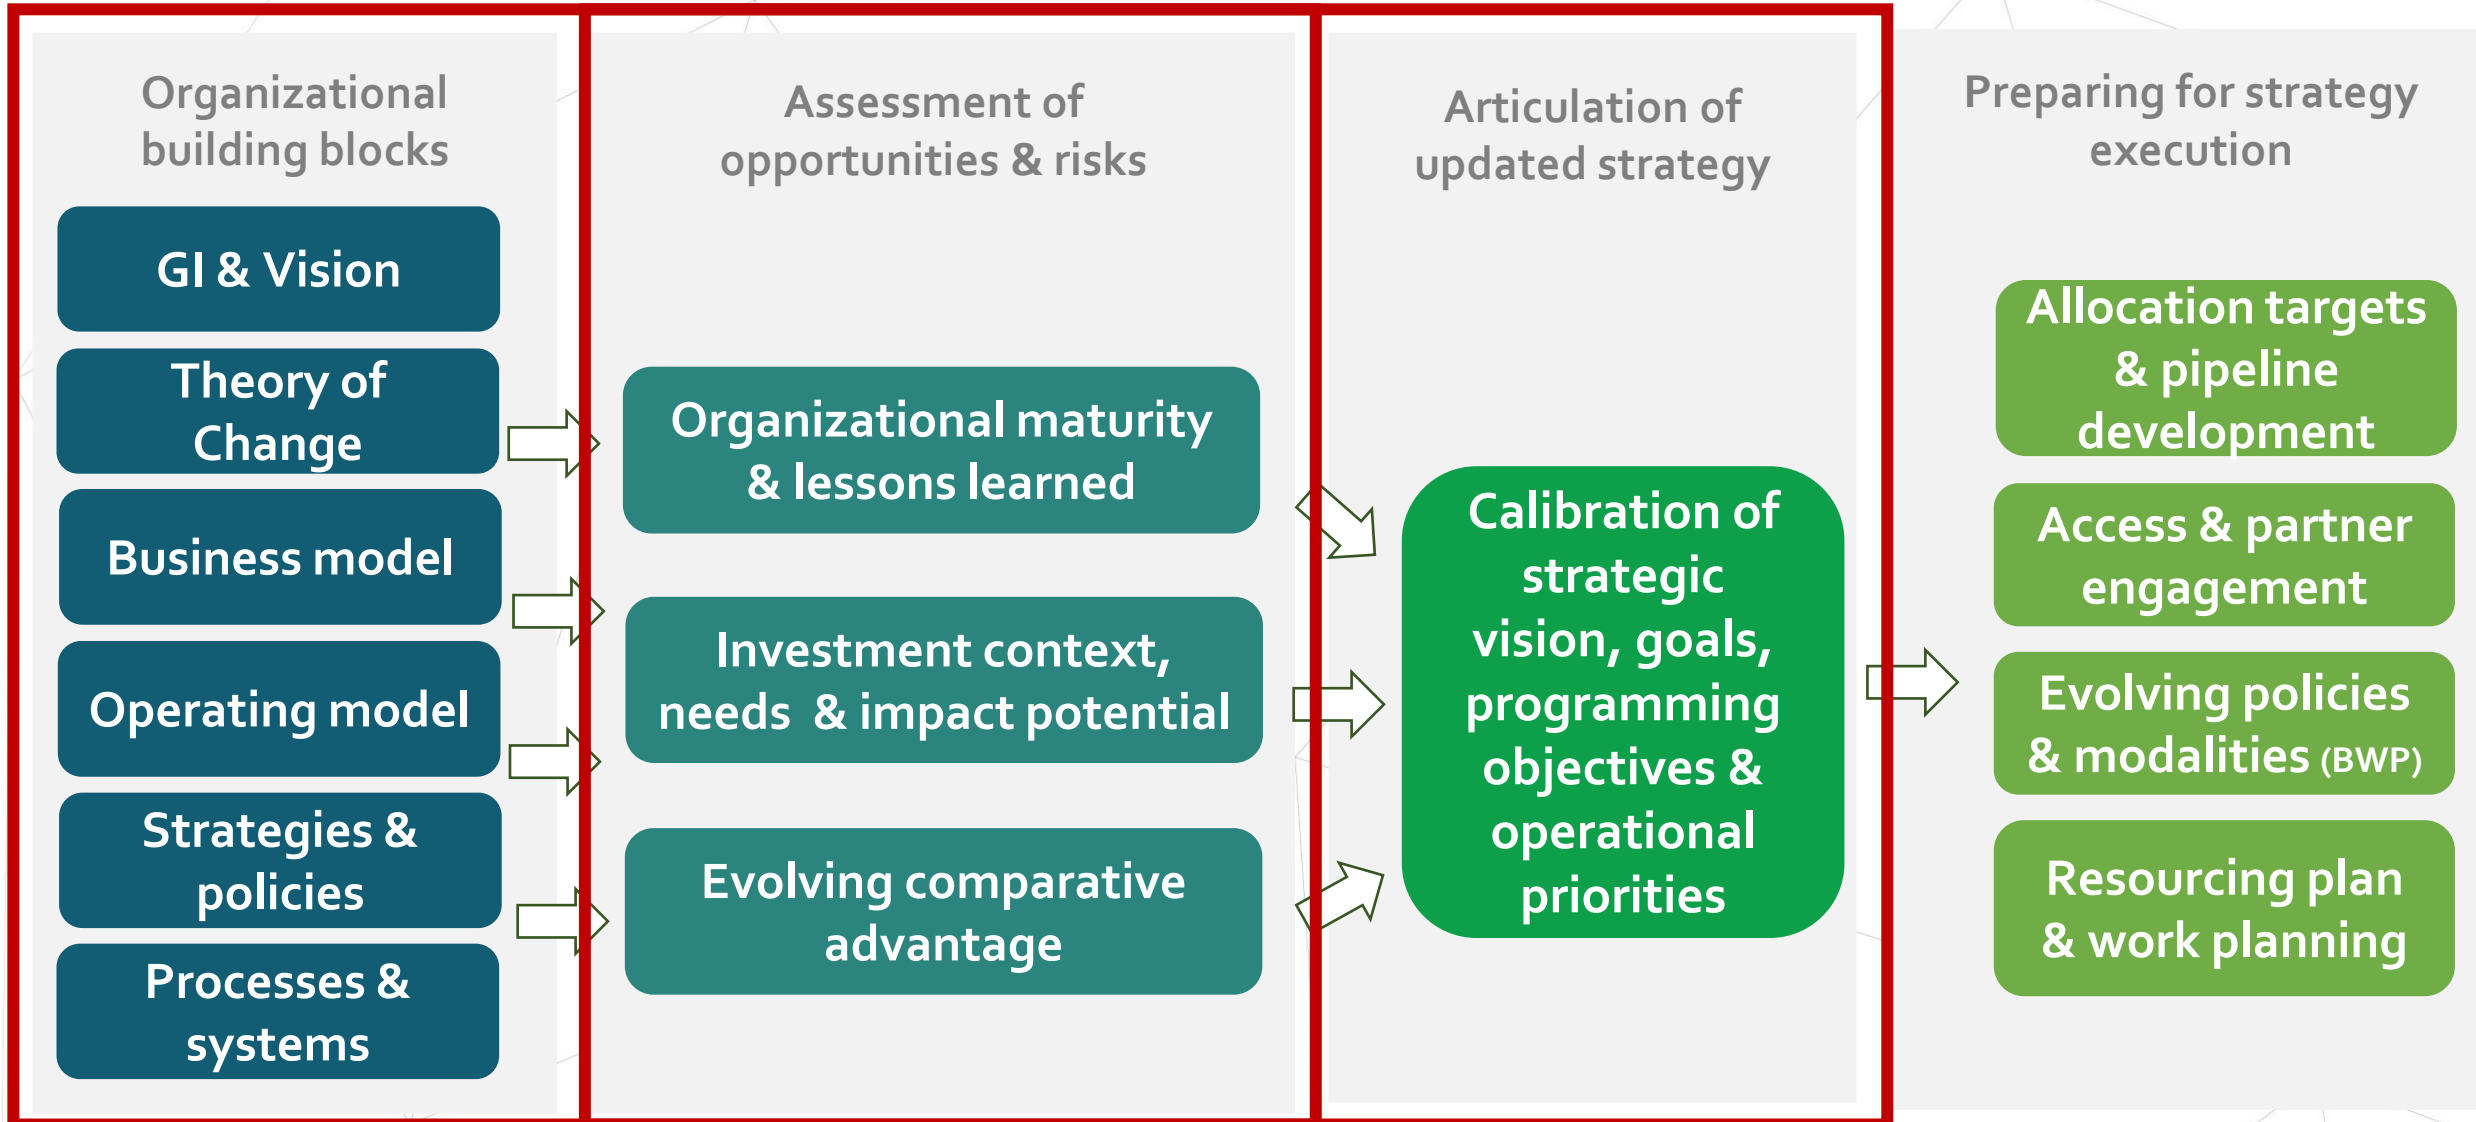 Organizational
building blocks
GI & Vision
Theory of
Change
Business model
Operating model
Strategies &
policies
Processes &
systems
Assessment of
opportunities & risks
Organizational maturity
& lessons learned
Investment context,
needs & impact potential
Evolving comparative
advantage
Articulation of
updated strategy
Calibration of
strategic
vision, goals,
programming
objectives &
operational
priorities
Preparing for strategy
execution
Allocation targets
& pipeline
development
Access & partner
engagement
Evolving policies
& modalities (BWP)
Resourcing plan
& work planning